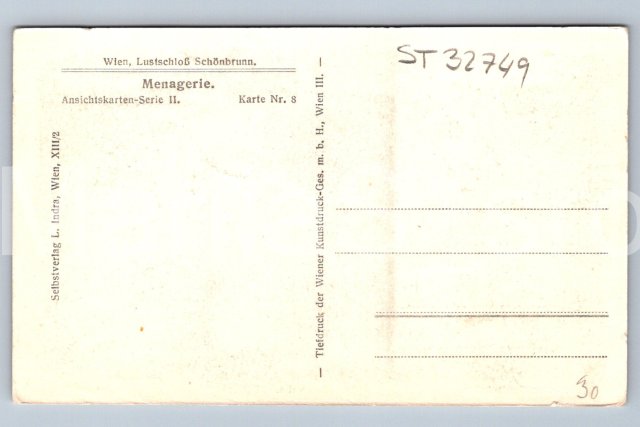 Wien, Lustschloß Schönbrunn.
Menagerie.
Ansichtskarten-Serie II. Karte Nr. 8
Selbstverlag L. Indra, Wien, XIII/2
— Tiefdruck der Wiener Kunstdruck-Ges. m. b. H., Wien III. —
ST 32749
30